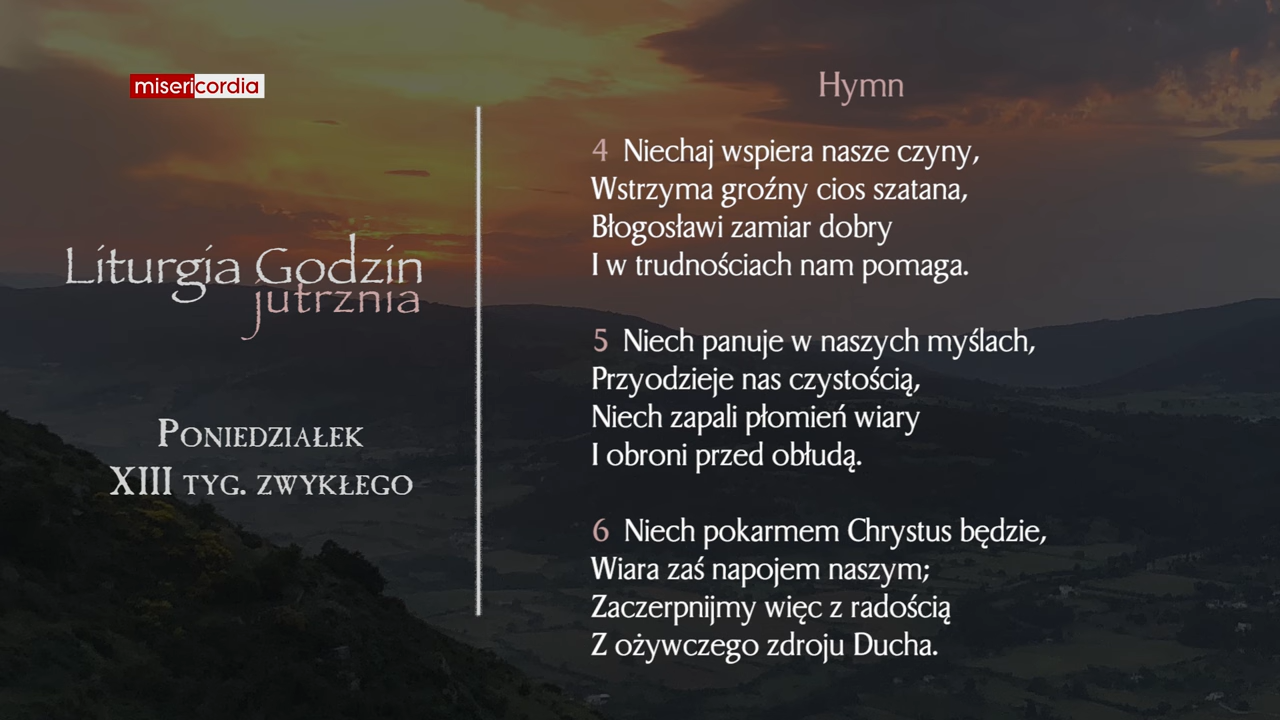 misericordia
Liturgia Godzin
jutrznia
Poniedziałek
XIII tyg. zwykłego
Hymn
4 Niechaj wspiera nasze czyny,
Wstrzyma groźny cios szatana,
Błogosławi zamiar dobry
I w trudnościach nam pomaga.
5 Niech panuje w naszych myślach,
Przyodzieje nas czystością,
Niech zapali płomień wiary
I obroni przed obłudą.
6 Niech pokarmem Chrystus będzie,
Wiara zaś napojem naszym;
Zaczerpnijmy więc z radością
Z ożywczego zdroju Ducha.